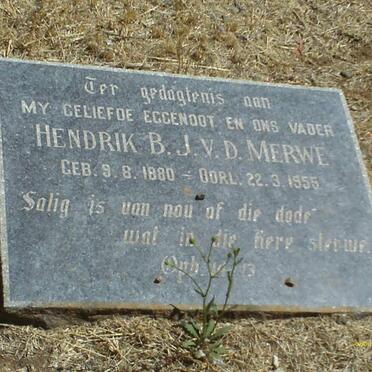 Ter gedagtenis aan
MY GELIEFDE EGGENOOT EN ONS VADER
HENDRIK B. J. V. D. MERWE
GEB. 9. 8. 1880 - OORL. 22. 3. 1955
Salig is van nou af die dode
wat in die Here sterwe.